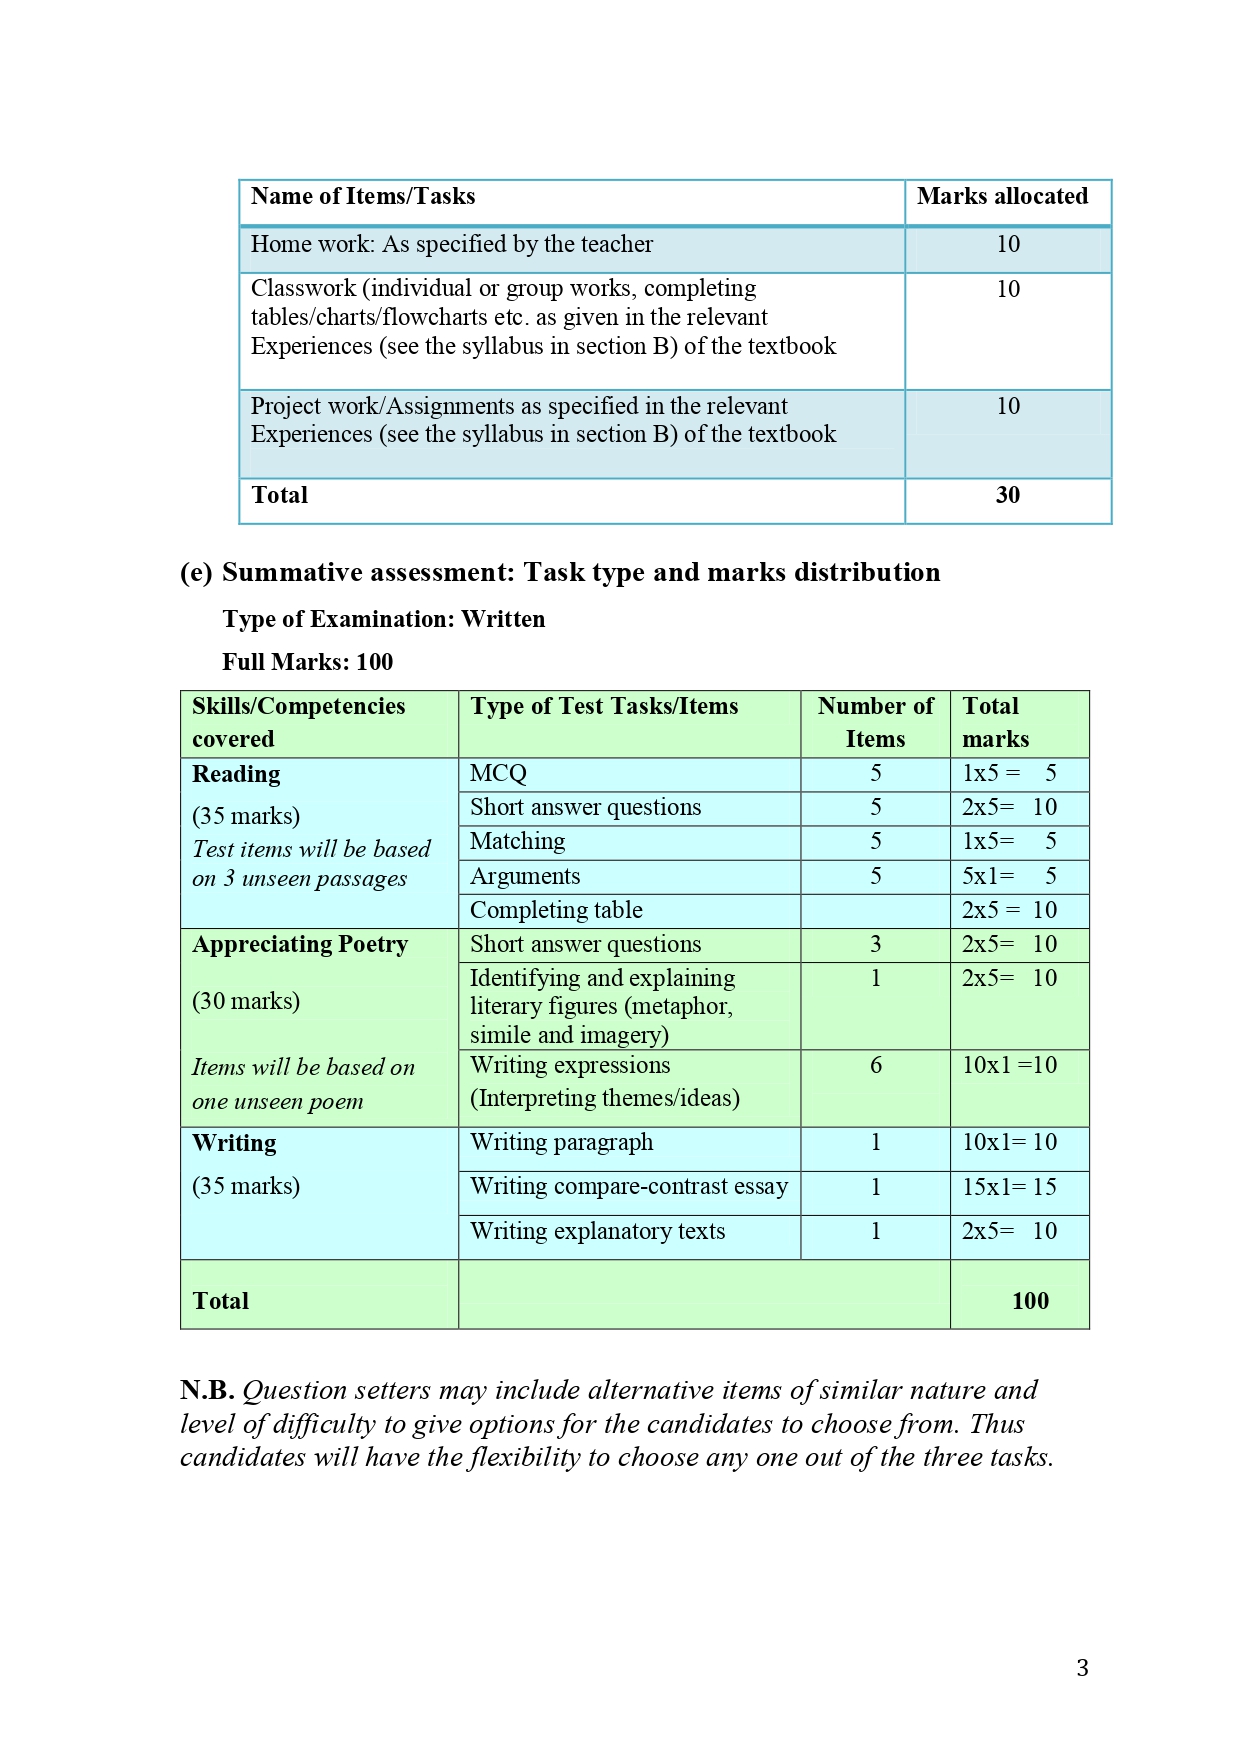 Name of Items/Tasks Marks allocated
Home work: As specified by the teacher 10
Classwork (individual or group works, completing 10
tables/charts/flowcharts etc. as given in the relevant
Experiences (see the syllabus in section B) of the textbook
Project work/Assignments as specified in the relevant 10
Experiences (see the syllabus in section B) of the textbook
Total 30
(e) Summative assessment: Task type and marks distribution
Type of Examination: Written
Full Marks: 100
Skills/Competencies Type of Test Tasks/Items Number of Total
covered Items marks
Reading MCQ 5 1x5 = 5
(35 marks) Short answer questions 5 2x5= 10
Test items will be based Matching 5 1x5= 5
on 3 unseen passages Arguments 5 5x1= 5
Completing table 2x5 = 10
Appreciating Poetry Short answer questions 3 2x5= 10
(30 marks) Identifying and explaining 1 2x5= 10
literary figures (metaphor,
simile and imagery)
Items will be based on Writing expressions 6 10x1 =10
one unseen poem (Interpreting themes/ideas)
Writing Writing paragraph 1 10x1= 10
(35 marks) Writing compare-contrast essay 1 15x1= 15
Writing explanatory texts 1 2x5= 10
Total 100
N.B. Question setters may include alternative items of similar nature and
level of difficulty to give options for the candidates to choose from. Thus
candidates will have the flexibility to choose any one out of the three tasks.
3